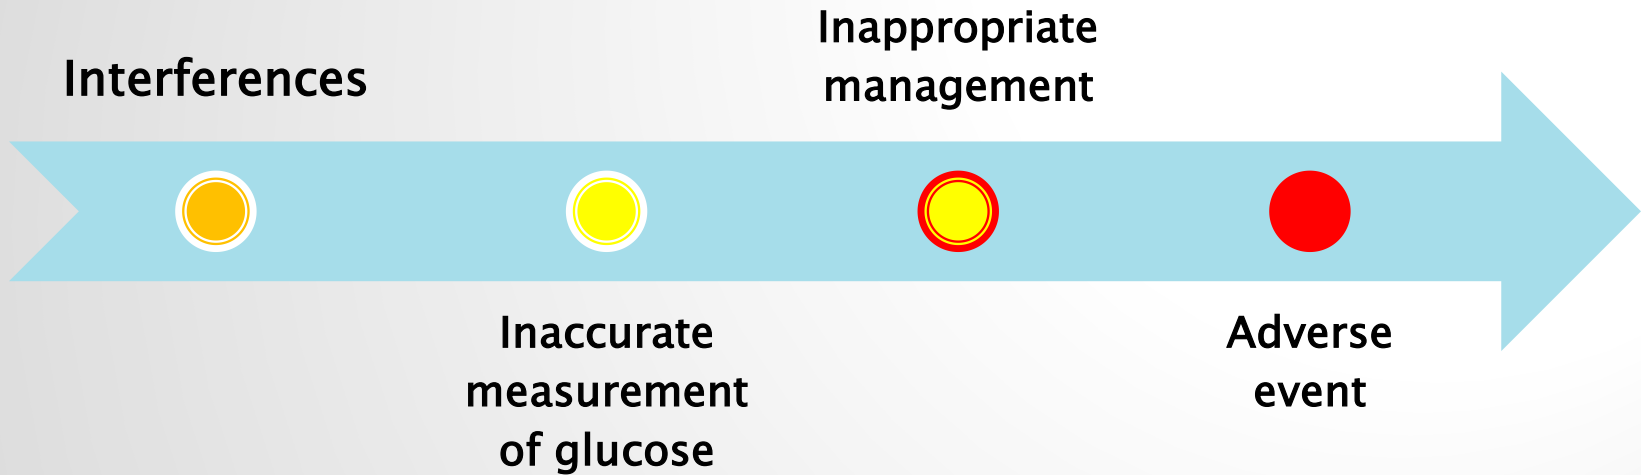 Interferences
Inaccurate
measurement
of glucose
Inappropriate
management
Adverse
event